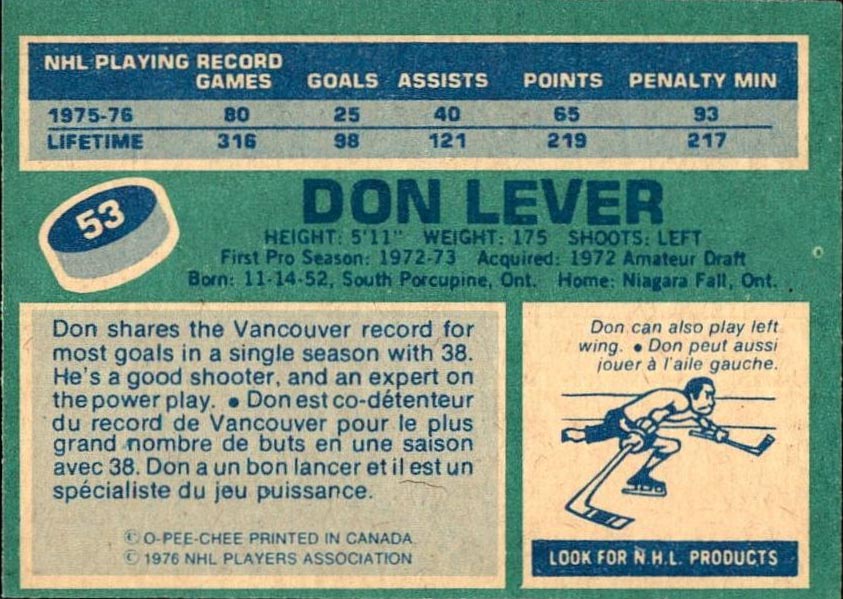 NHL PLAYING RECORD
GAMES GOALS ASSISTS POINTS PENALTY MIN
1975-76 80 25 40 65 93
LIFETIME 316 98 121 219 217
53
DON LEVER
HEIGHT: 5'11" WEIGHT: 175 SHOOTS: LEFT
First Pro Season: 1972-73 Acquired: 1972 Amateur Draft
Born: 11-14-52, South Porcupine, Ont. Home: Niagara Fall, Ont.
Don shares the Vancouver record for
most goals in a single season with 38.
He's a good shooter, and an expert on
the power play. • Don est co-détenteur
du record de Vancouver pour le plus
grand nombre de buts en une saison
avec 38. Don a un bon lancer et il est un
spécialiste du jeu puissance.
© O-PEE-CHEE PRINTED IN CANADA
© 1976 NHL PLAYERS ASSOCIATION
Don can also play left
wing. • Don peut aussi
jouer à l'aile gauche.
LOOK FOR N.H.L. PRODUCTS